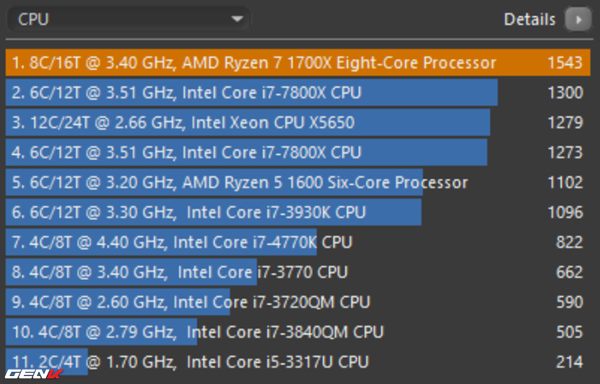 CPU Details
1. 8C/16T @ 3.40 GHz, AMD Ryzen 7 1700X Eight-Core Processor 1543
2. 6C/12T @ 3.51 GHz, Intel Core i7-7800X CPU 1300
3. 12C/24T @ 2.66 GHz, Intel Xeon CPU X5650 1279
4. 6C/12T @ 3.51 GHz, Intel Core i7-7800X CPU 1273
5. 6C/12T @ 3.20 GHz, AMD Ryzen 5 1600 Six-Core Processor 1102
6. 6C/12T @ 3.30 GHz, Intel Core i7-3930K CPU 1096
7. 4C/8T @ 4.40 GHz, Intel Core i7-4770K CPU 822
8. 4C/8T @ 3.40 GHz, Intel Core i7-3770 CPU 662
9. 4C/8T @ 2.60 GHz, Intel Core i7-3720QM CPU 590
10. 4C/8T @ 2.79 GHz, Intel Core i7-3840QM CPU 505
11. 2C/4T @ 1.70 GHz, Intel Core i5-3317U CPU 214
GENK